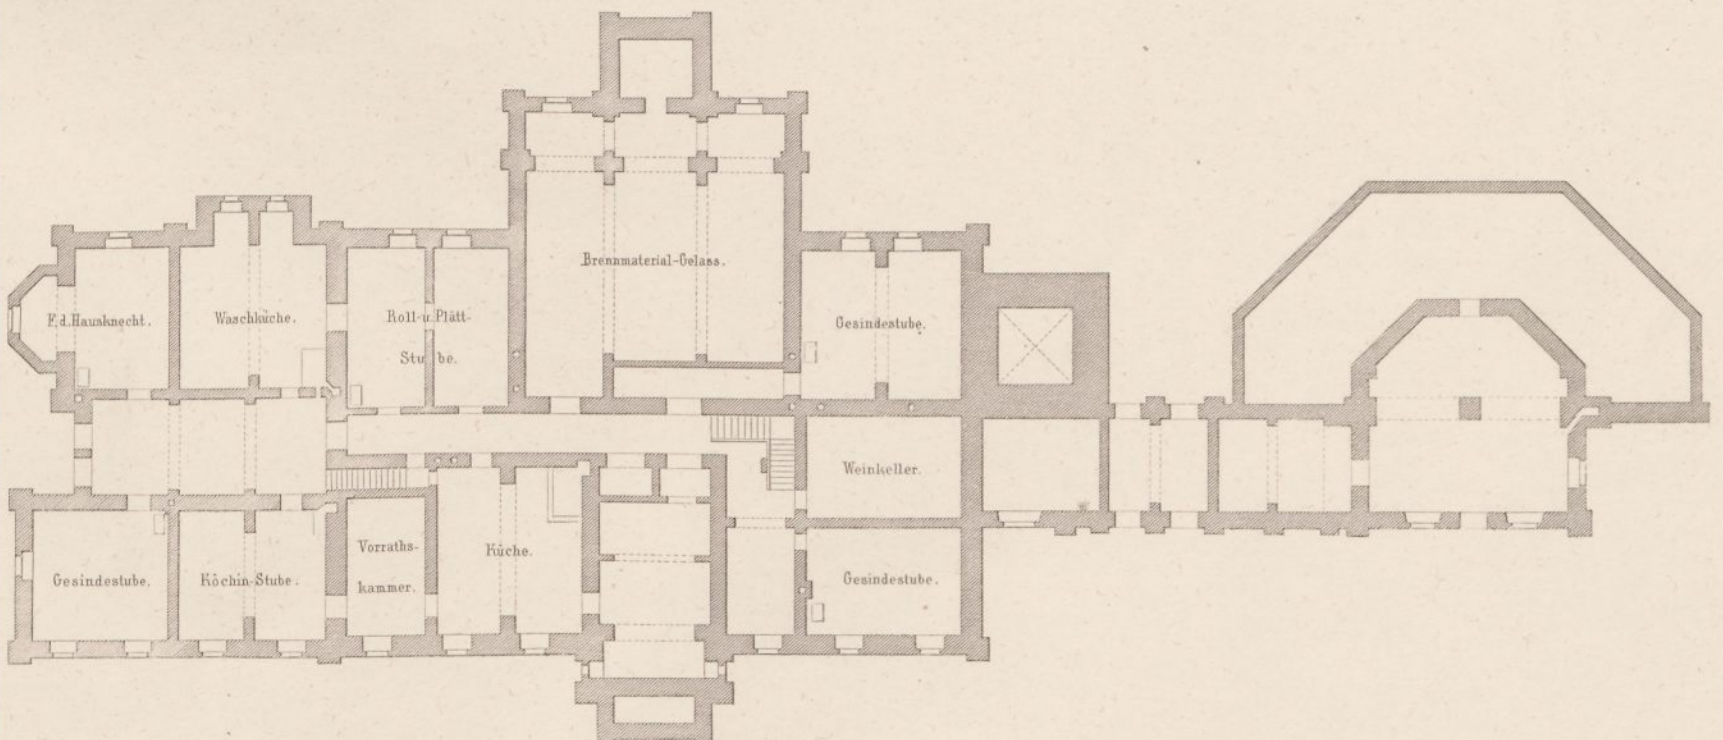 Brennmaterial-Gelass.
F. d. Hausknecht.
Waschküche.
Roll- u. Plätt-
Stube.
Gesindestube.
Weinkeller.
Gesindestube.
Köchin-Stube.
Vorraths-
kammer.
Küche.
Gesindestube.